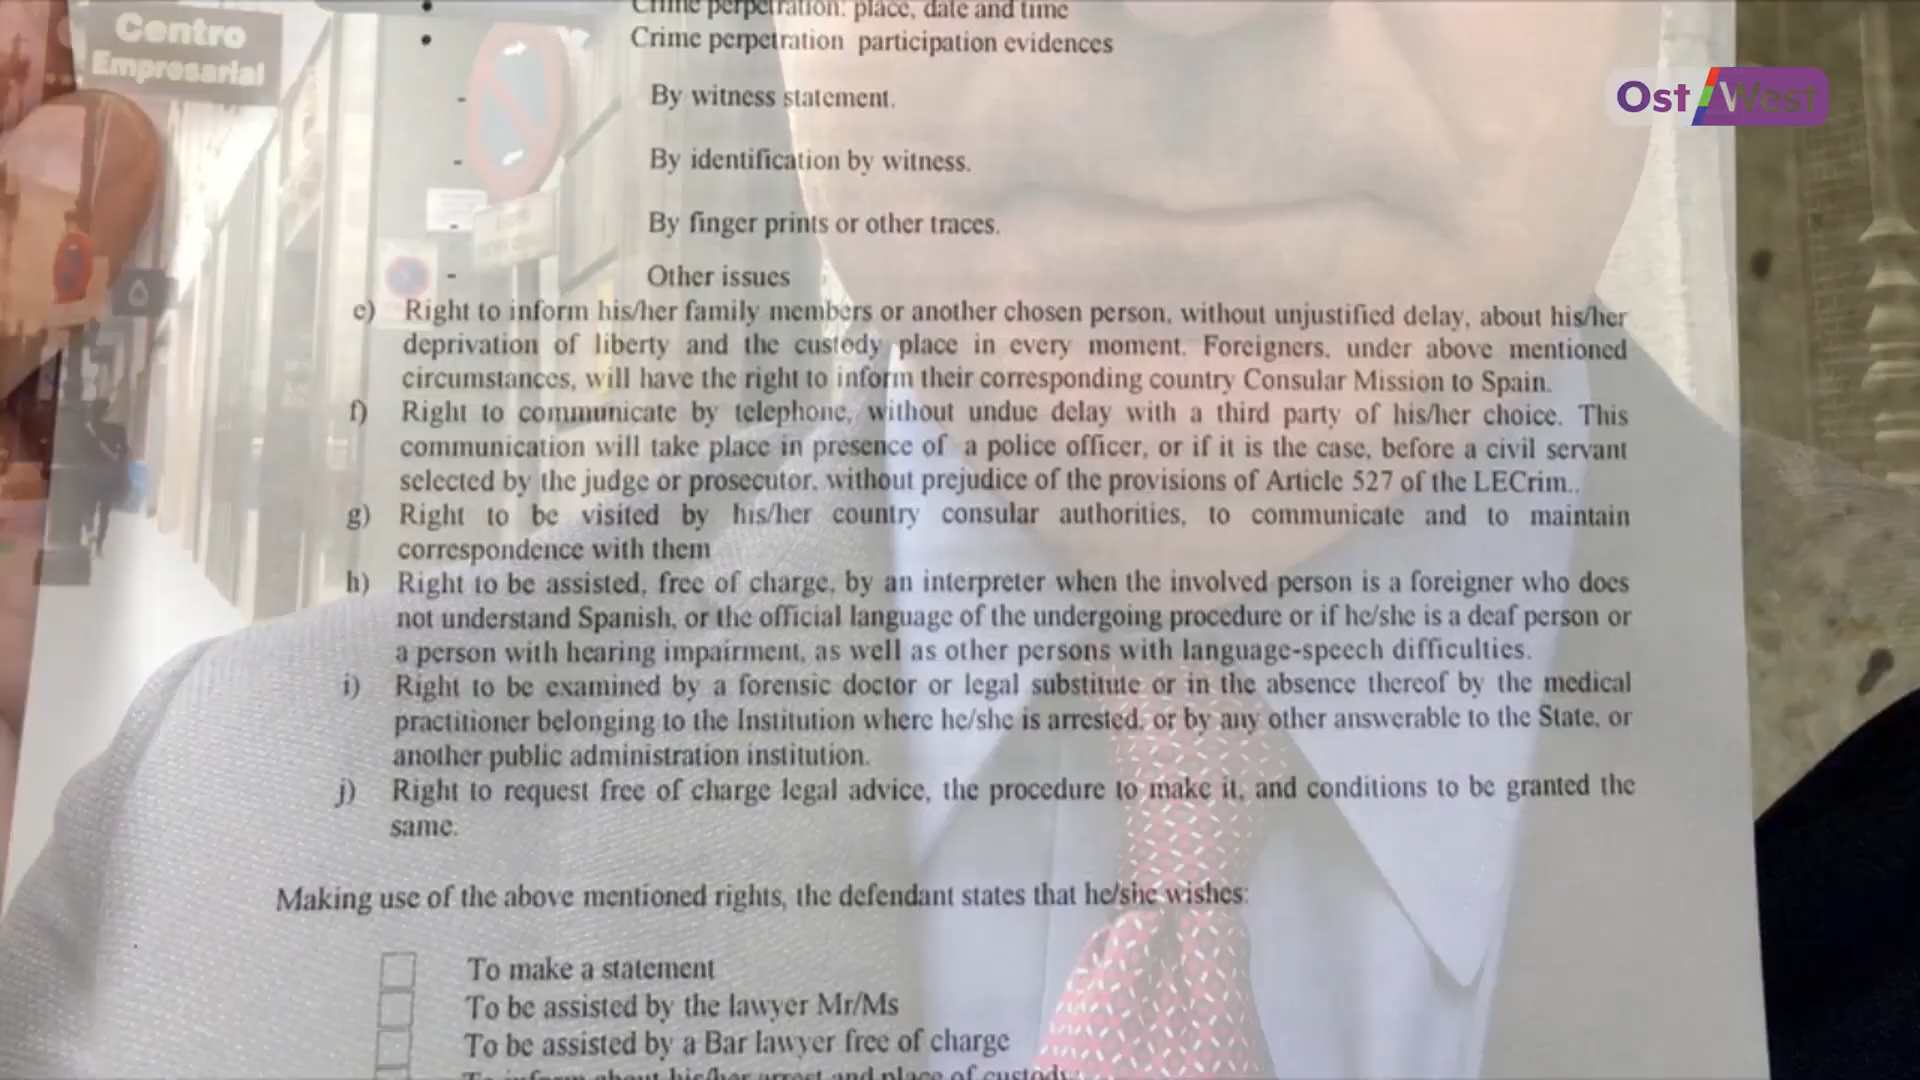 Centro
Empresarial
Ost West
Crime perpetration: place, date and time
Crime perpetration participation evidences
- By witness statement.
- By identification by witness.
- By finger prints or other traces.
- Other issues
e) Right to inform his/her family members or another chosen person, without unjustified delay, about his/her
deprivation of liberty and the custody place in every moment. Foreigners, under above mentioned
circumstances, will have the right to inform their corresponding country Consular Mission to Spain.
f) Right to communicate by telephone, without undue delay with a third party of his/her choice. This
communication will take place in presence of a police officer, or if it is the case, before a civil servant
selected by the judge or prosecutor, without prejudice of the provisions of Article 527 of the LECrim..
g) Right to be visited by his/her country consular authorities, to communicate and to maintain
correspondence with them
h) Right to be assisted, free of charge, by an interpreter when the involved person is a foreigner who does
not understand Spanish, or the official language of the undergoing procedure or if he/she is a deaf person or
a person with hearing impairment, as well as other persons with language-speech difficulties.
i) Right to be examined by a forensic doctor or legal substitute or in the absence thereof by the medical
practitioner belonging to the Institution where he/she is arrested, or by any other answerable to the State, or
another public administration institution.
j) Right to request free of charge legal advice, the procedure to make it, and conditions to be granted the
same.
Making use of the above mentioned rights, the defendant states that he/she wishes:
To make a statement
To be assisted by the lawyer Mr/Ms
To be assisted by a Bar lawyer free of charge
To inform about his/her arrest and place of custody